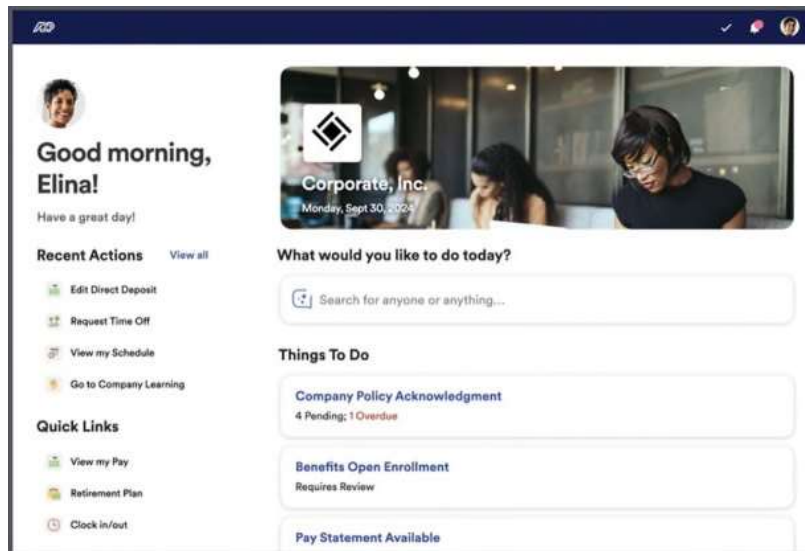 ADP
Good morning,
Elina!
Have a great day!
Recent Actions View all
Edit Direct Deposit
Request Time Off
View my Schedule
Go to Company Learning
Quick Links
View my Pay
Retirement Plan
Clock in/out
Corporate, Inc.
Monday, Sept 30, 2024
What would you like to do today?
Search for anyone or anything...
Things To Do
Company Policy Acknowledgment
4 Pending; 1 Overdue
Benefits Open Enrollment
Requires Review
Pay Statement Available